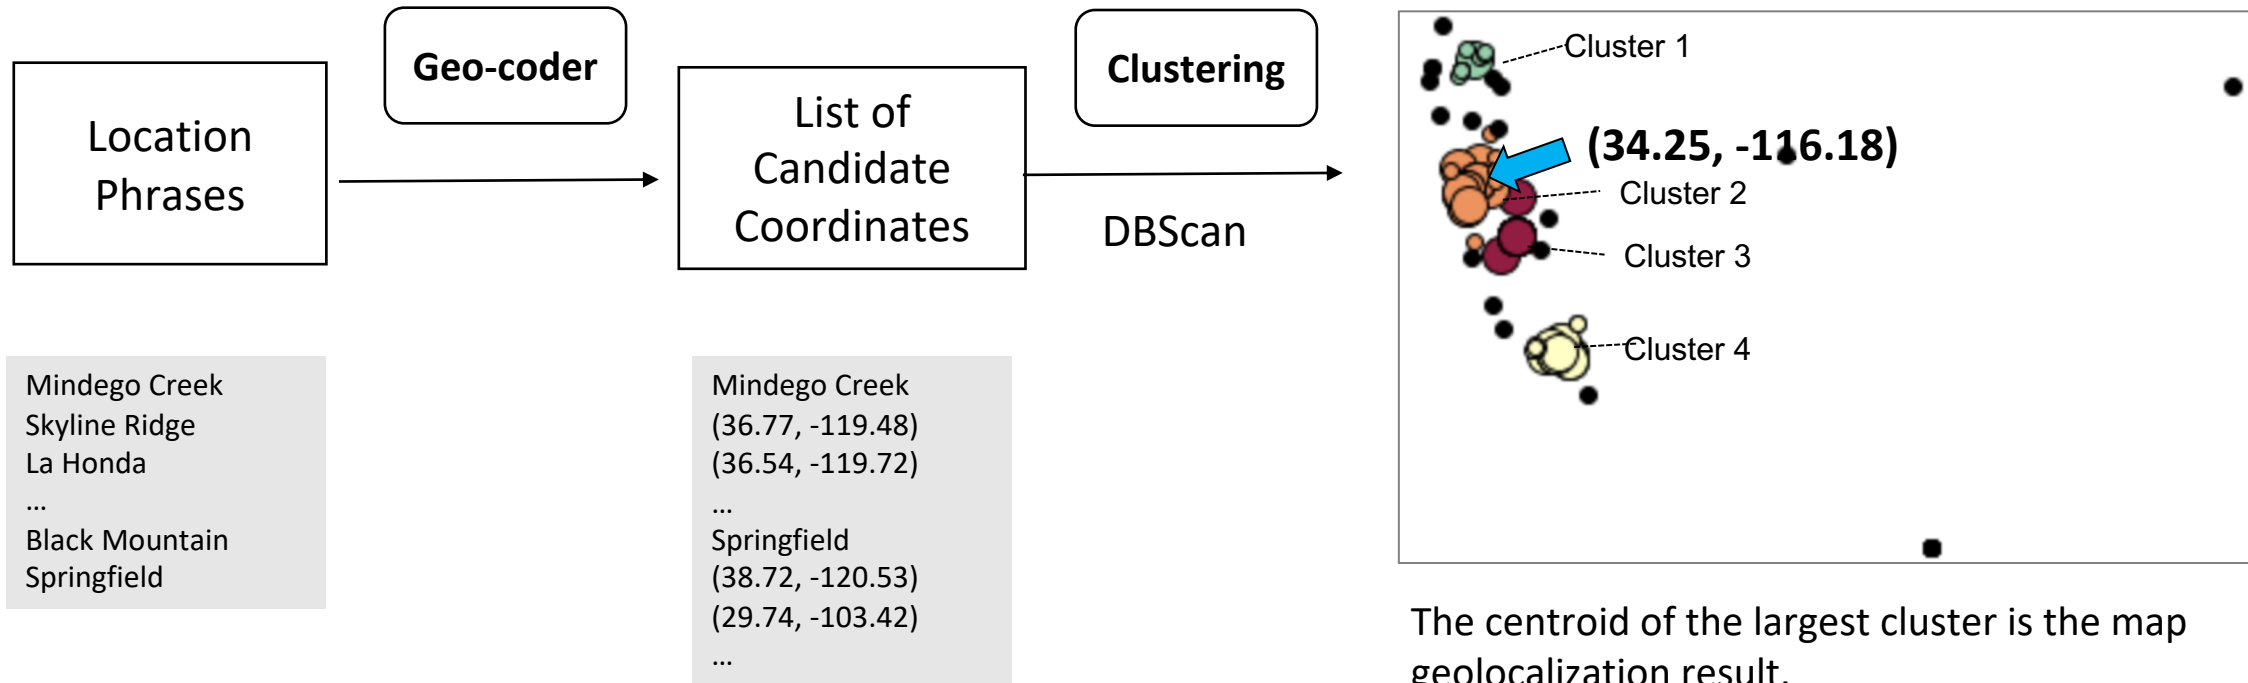 Location
Phrases
Geo-coder
List of
Candidate
Coordinates
Clustering
DBScan
Mindego Creek
Skyline Ridge
La Honda
...
Black Mountain
Springfield
Mindego Creek
(36.77, -119.48)
(36.54, -119.72)
...
Springfield
(38.72, -120.53)
(29.74, -103.42)
...
Cluster 1
(34.25, -116.18)
Cluster 2
Cluster 3
Cluster 4
The centroid of the largest cluster is the map
geolocalization result.